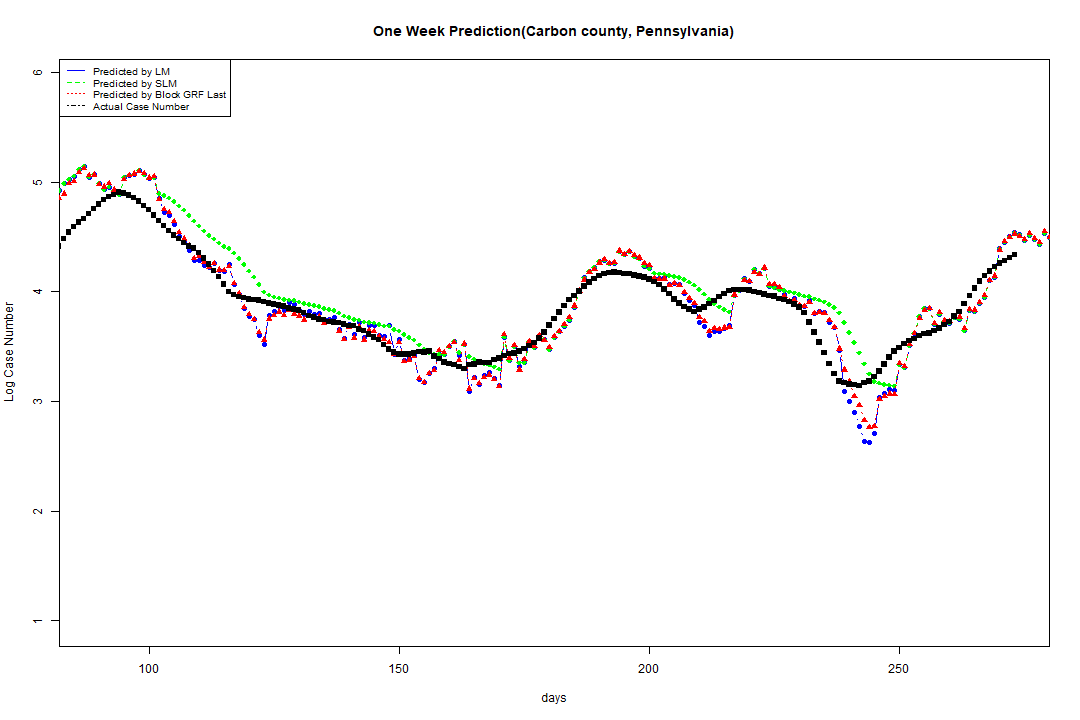 One Week Prediction(Carbon county, Pennsylvania)
Predicted by LM
Predicted by SLM
Predicted by Block GRF Last
Actual Case Number
6
5
4
3
2
1
Log Case Number
100 150 200 250
days